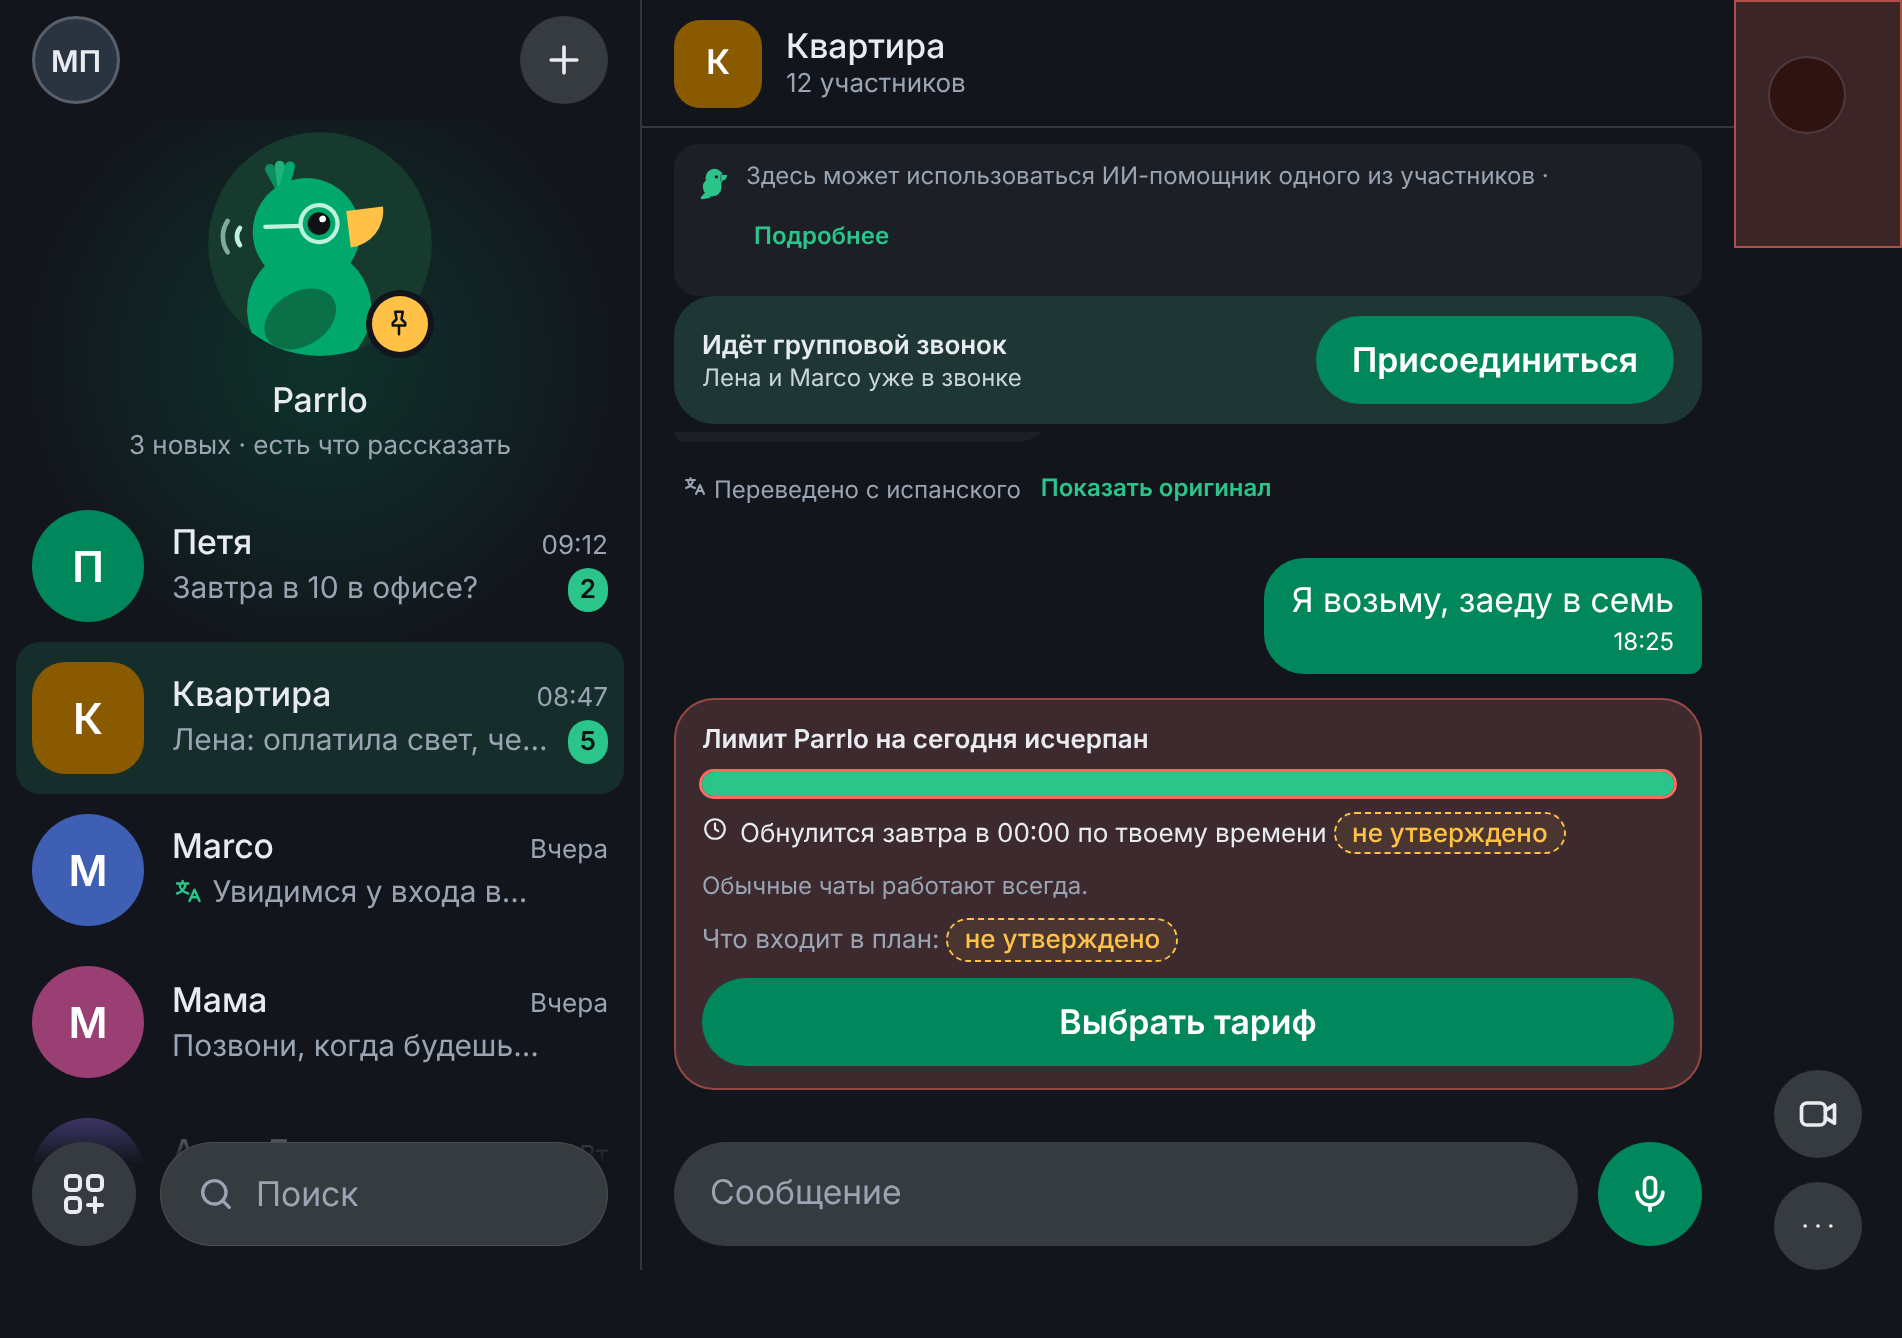 МП
Parrlo
3 новых · есть что рассказать
П
Петя
09:12
Завтра в 10 в офисе?
2
К
Квартира
08:47
Лена: оплатила свет, че...
5
M
Marco
Вчера
Увидимся у входа в...
М
Мама
Вчера
Позвони, когда будешь...
Поиск
К
Квартира
12 участников
Здесь может использоваться ИИ-помощник одного из участников ·
Подробнее
Идёт групповой звонок
Лена и Marco уже в звонке
Присоединиться
Переведено с испанского
Показать оригинал
Я возьму, заеду в семь
18:25
Лимит Parrlo на сегодня исчерпан
Обнулится завтра в 00:00 по твоему времени не утверждено
Обычные чаты работают всегда.
Что входит в план: не утверждено
Выбрать тариф
Сообщение